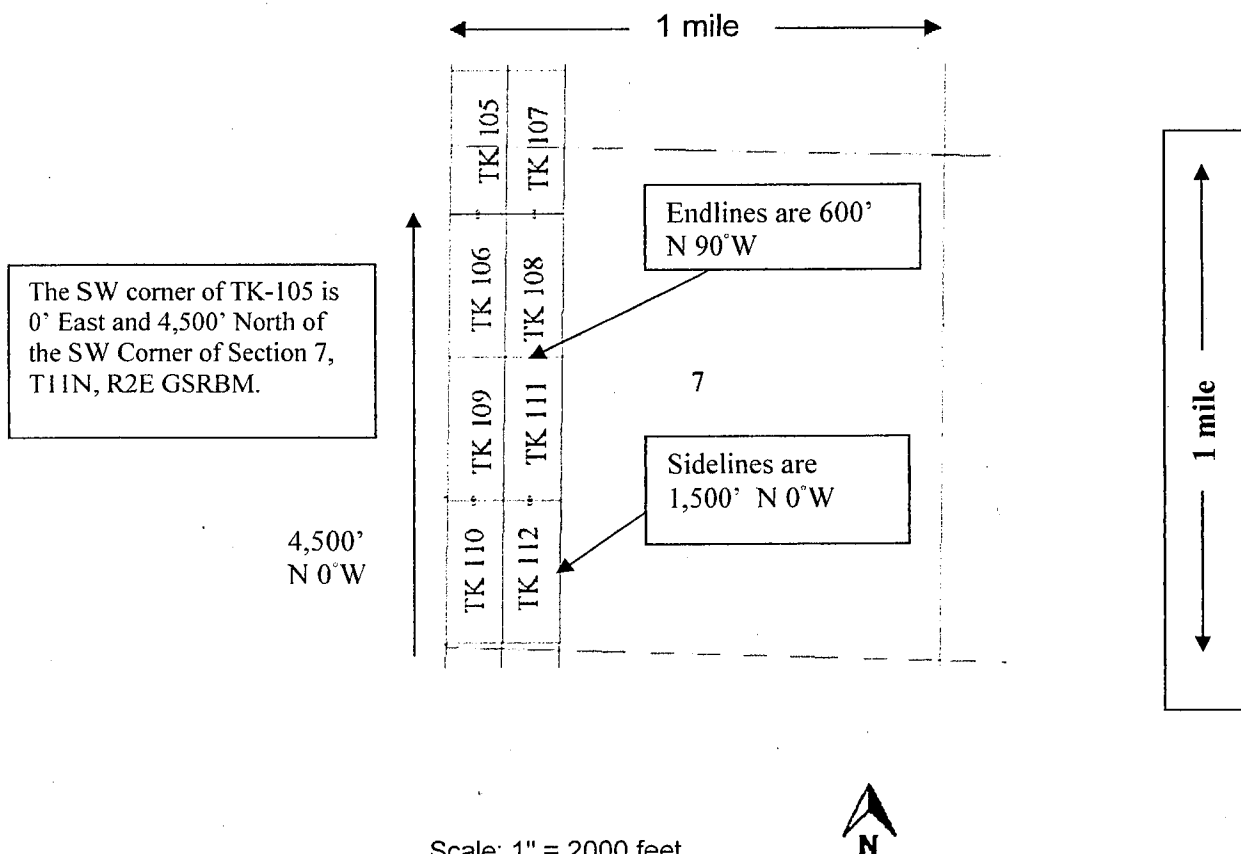 1 mile
TK 105
TK 107
Endlines are 600’
N 90°W
The SW corner of TK-105 is
0’ East and 4,500’ North of
the SW Corner of Section 7,
T11N, R2E GSRBM.
TK 106
TK 108
7
TK 109
TK 111
Sidelines are
1,500’ N 0°W
1 mile
4,500’
N 0°W
TK 110
TK 112
Scale: 1" = 2000 feet
N